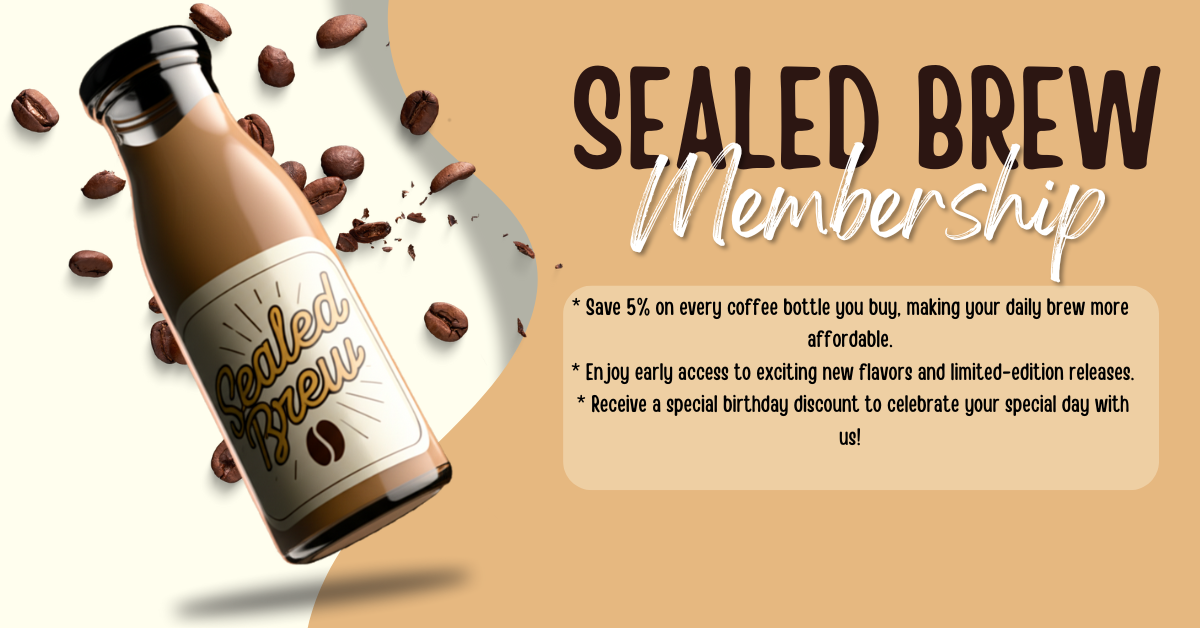 SEALED BREW
Membership
* Save 5% on every coffee bottle you buy, making your daily brew more
affordable.
* Enjoy early access to exciting new flavors and limited-edition releases.
* Receive a special birthday discount to celebrate your special day with
us!
Sealed
Brew